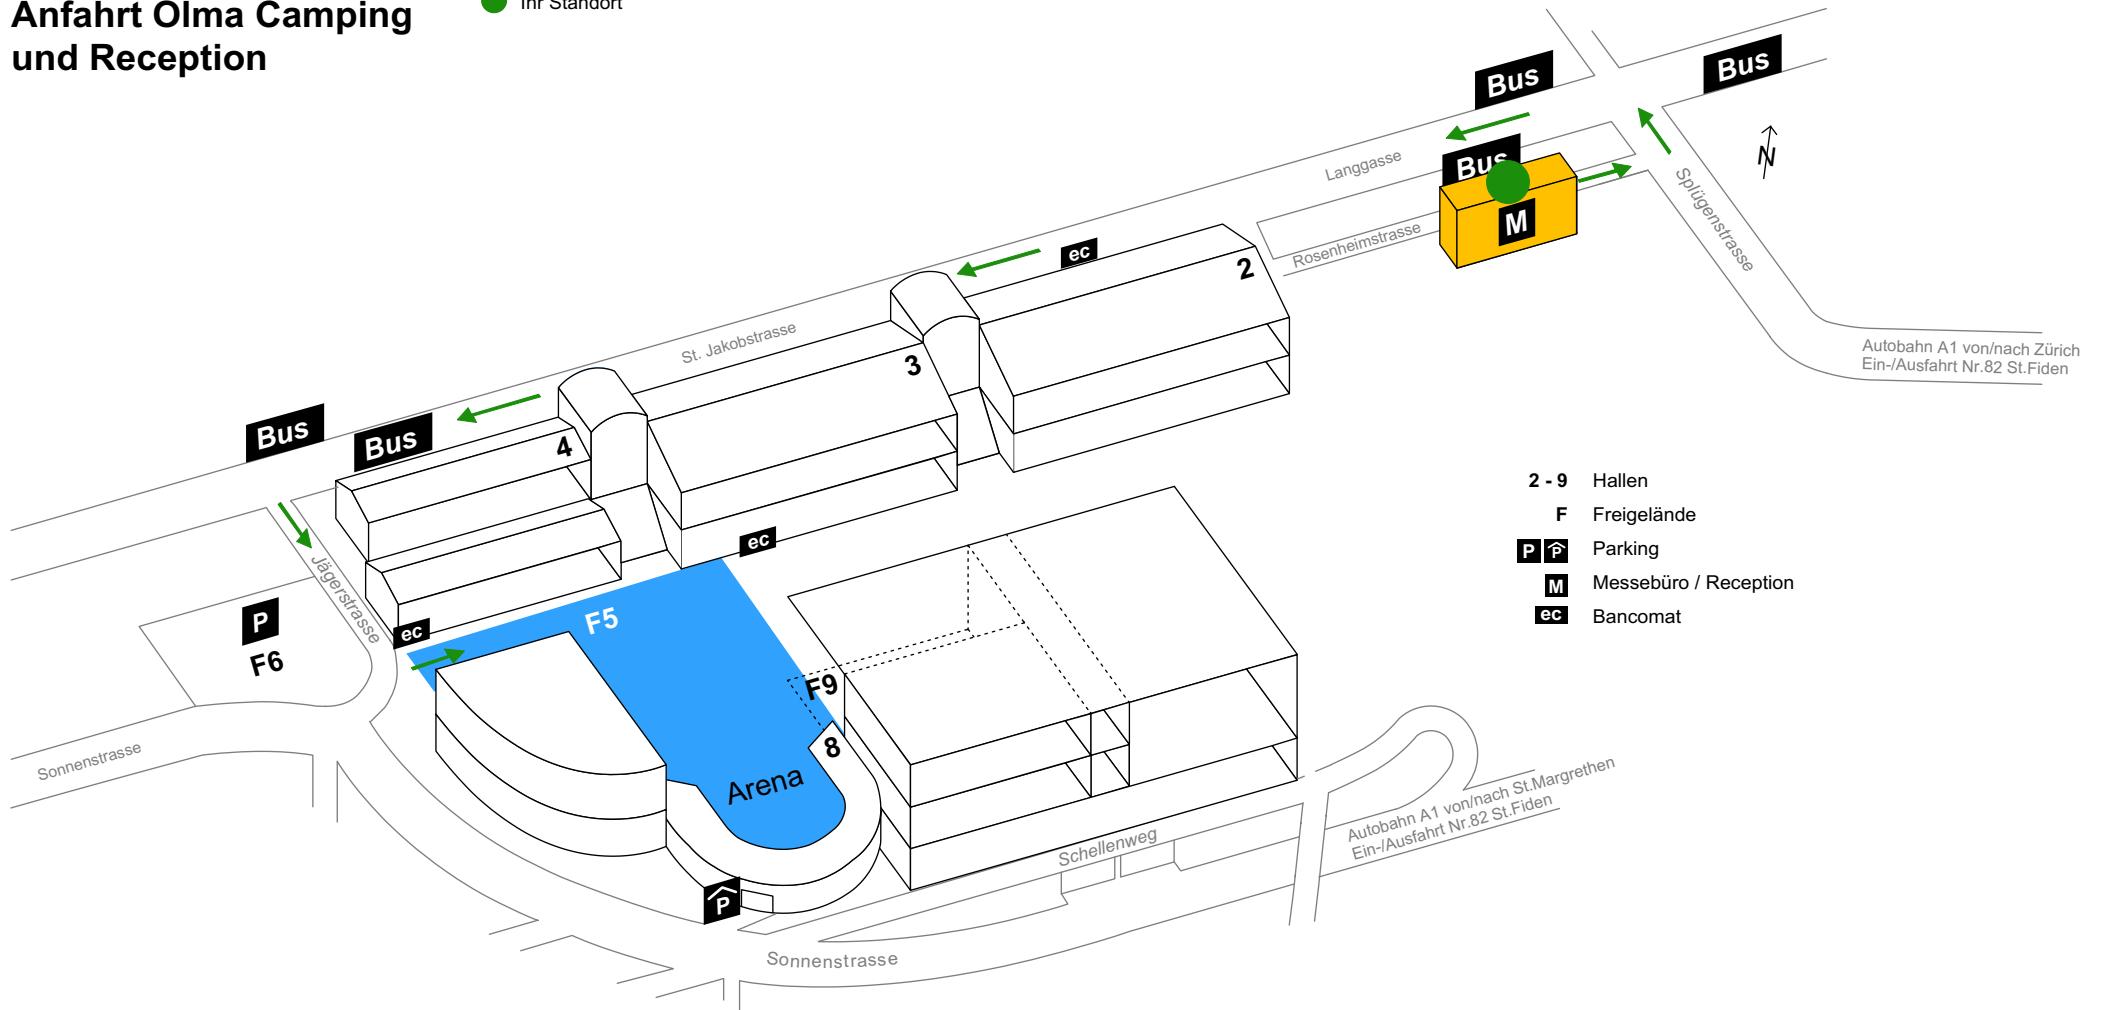 Anfahrt Olma Camping
und Reception
Ihr Standort
Bus
Bus
Bus
M
N
Langgasse
Rosenheimstrasse
Splügenstrasse
Autobahn A1 von/nach Zürich
Ein-/Ausfahrt Nr.82 St.Fiden
ec
2
St. Jakobstrasse
3
4
Bus
Bus
Jägerstrasse
P
F6
ec
ec
F5
F9
8
Arena
Sonnenstrasse
P
Sonnenstrasse
Schellenweg
Autobahn A1 von/nach St.Margrethen
Ein-/Ausfahrt Nr.82 St.Fiden
2 - 9 Hallen
F Freigelände
P P Parking
M Messebüro / Reception
ec Bancomat